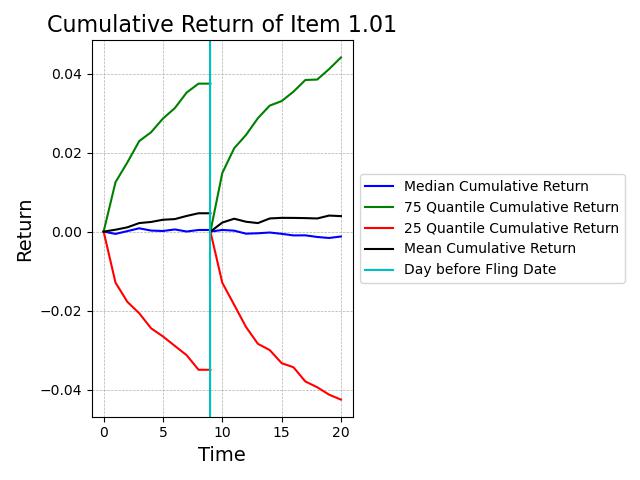 Cumulative Return of Item 1.01
0.04
0.02
0.00
−0.02
−0.04
Return
0 5 10 15 20
Time
Median Cumulative Return
75 Quantile Cumulative Return
25 Quantile Cumulative Return
Mean Cumulative Return
Day before Fling Date